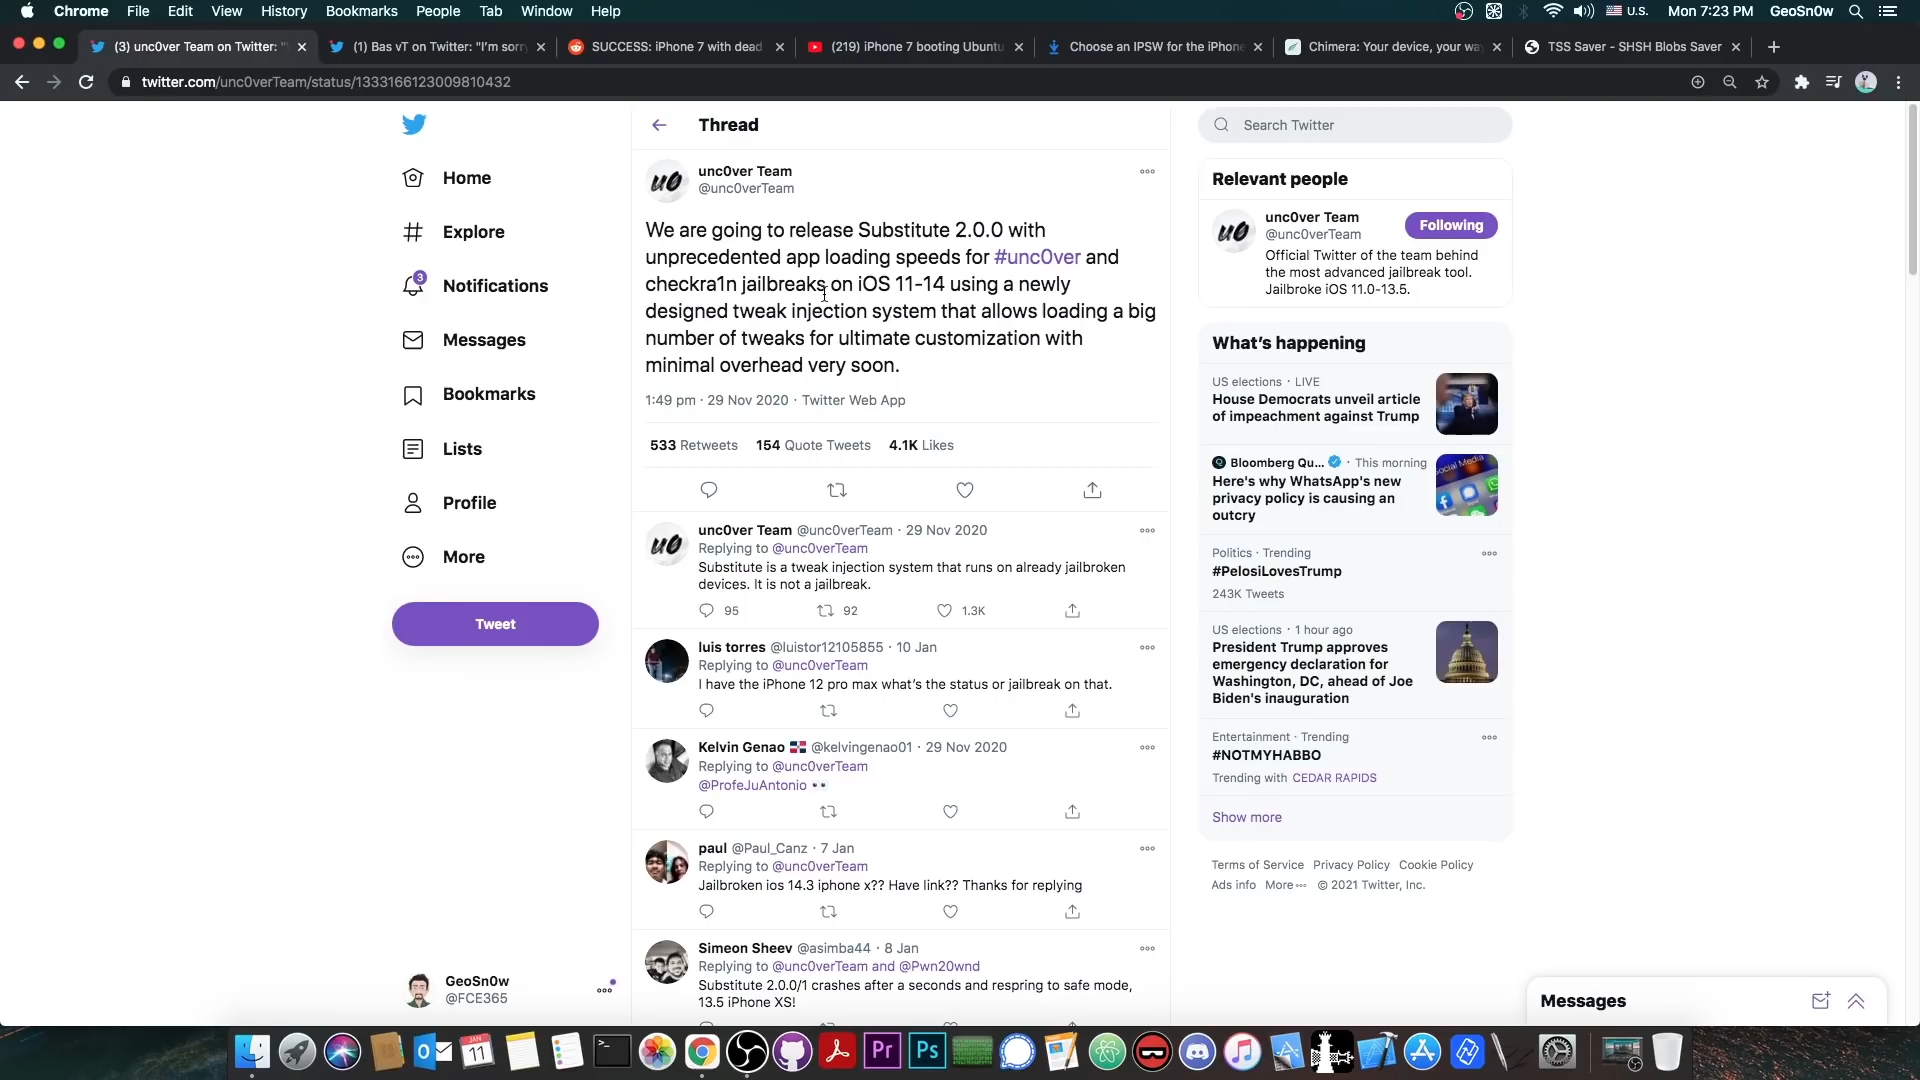 Chrome File Edit View History Bookmarks People Tab Window Help
U.S. Mon 7:23 PM GeoSn0w
(3) unc0ver Team on Twitter: "
(1) Bas vT on Twitter: "I'm sorry
SUCCESS: iPhone 7 with dead
(219) iPhone 7 booting Ubuntu
Choose an IPSW for the iPhone
Chimera: Your device, your way
TSS Saver - SHSH Blobs Saver
twitter.com/unc0verTeam/status/1333166123009810432
Home
Explore
3
Notifications
Messages
Bookmarks
Lists
Profile
More
Tweet
GeoSn0w
@FCE365
Thread
unc0ver Team
@unc0verTeam
We are going to release Substitute 2.0.0 with
unprecedented app loading speeds for #unc0ver and
checkra1n jailbreaks on iOS 11-14 using a newly
designed tweak injection system that allows loading a big
number of tweaks for ultimate customization with
minimal overhead very soon.
1:49 pm · 29 Nov 2020 · Twitter Web App
533 Retweets 154 Quote Tweets 4.1K Likes
unc0ver Team @unc0verTeam · 29 Nov 2020
Replying to @unc0verTeam
Substitute is a tweak injection system that runs on already jailbroken
devices. It is not a jailbreak.
95 92 1.3K
luis torres @luistor12105855 · 10 Jan
Replying to @unc0verTeam
I have the iPhone 12 pro max what's the status or jailbreak on that.
Kelvin Genao @kelvingenao01 · 29 Nov 2020
Replying to @unc0verTeam
@ProfeJuAntonio
paul @Paul_Canz · 7 Jan
Replying to @unc0verTeam
Jailbroken ios 14.3 iphone x?? Have link?? Thanks for replying
Simeon Sheev @asimba44 · 8 Jan
Replying to @unc0verTeam and @Pwn20wnd
Substitute 2.0.0/1 crashes after a seconds and respring to safe mode,
13.5 iPhone XS!
Search Twitter
Relevant people
unc0ver Team
@unc0verTeam
Following
Official Twitter of the team behind
the most advanced jailbreak tool.
Jailbroke iOS 11.0-13.5.
What's happening
US elections · LIVE
House Democrats unveil article
of impeachment against Trump
Bloomberg Qu... · This morning
Here's why WhatsApp's new
privacy policy is causing an
outcry
Politics · Trending
#PelosiLovesTrump
243K Tweets
US elections · 1 hour ago
President Trump approves
emergency declaration for
Washington, DC, ahead of Joe
Biden's inauguration
Entertainment · Trending
#NOTMYHABBO
Trending with CEDAR RAPIDS
Show more
Terms of Service Privacy Policy Cookie Policy
Ads info More © 2021 Twitter, Inc.
Messages
JAN
11
Pr
Ps